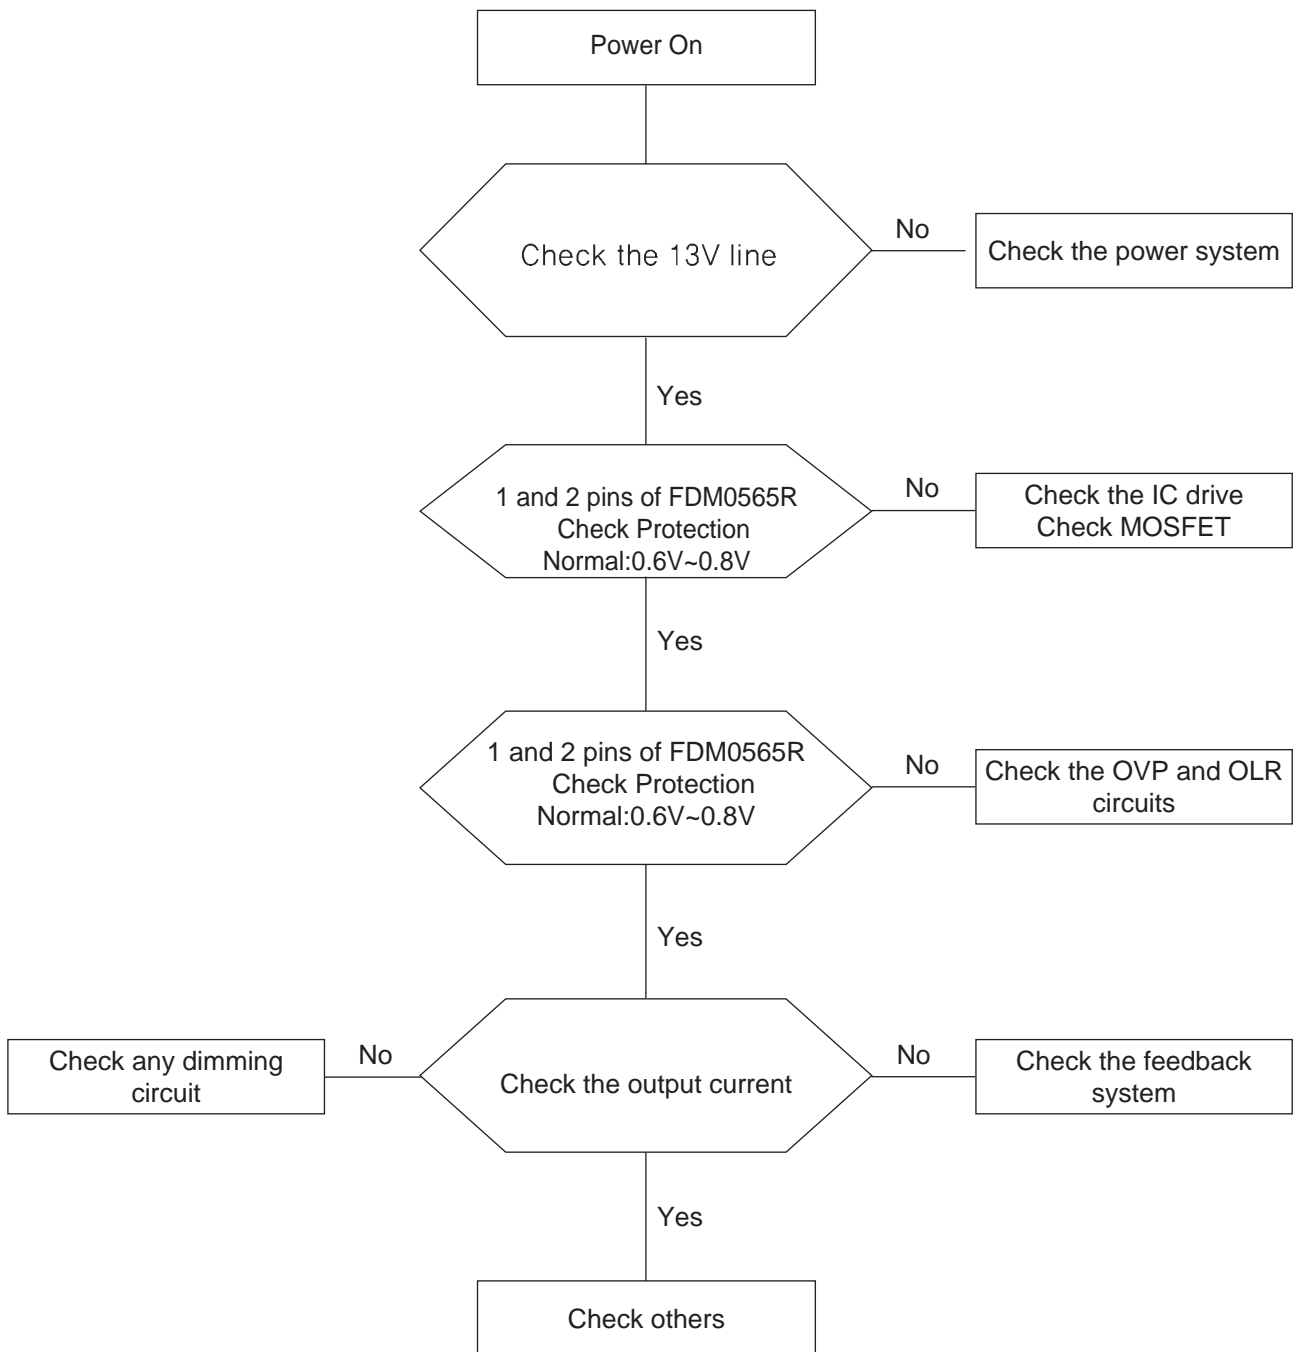 Power On
Check the 13V line
No
Check the power system
Yes
1 and 2 pins of FDM0565R
Check Protection
Normal:0.6V~0.8V
No
Check the IC drive
Check MOSFET
Yes
1 and 2 pins of FDM0565R
Check Protection
Normal:0.6V~0.8V
No
Check the OVP and OLR
circuits
Yes
Check any dimming
circuit
No
Check the output current
No
Check the feedback
system
Yes
Check others